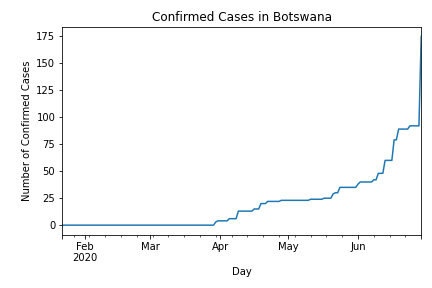 Confirmed Cases in Botswana
Number of Confirmed Cases
175
150
125
100
75
50
25
0
Feb
2020
Mar
Apr
May
Jun
Day